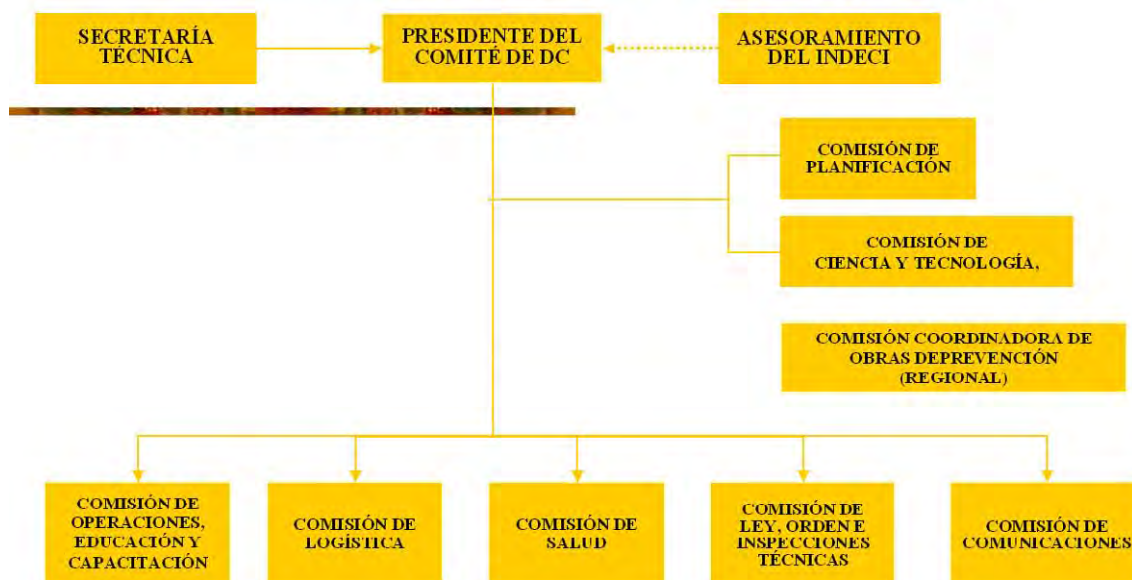 SECRETARÍA
TÉCNICA
PRESIDENTE DEL
COMITÉ DE DC
ASESORAMIENTO
DEL INDECI
COMISIÓN DE
PLANIFICACIÓN
COMISIÓN DE
CIENCIA Y TECNOLOGÍA,
COMISIÓN COORDINADORA DE
OBRAS DEPREVENCIÓN
(REGIONAL)
COMISIÓN DE
OPERACIONES,
EDUCACIÓN Y
CAPACITACIÓN
COMISIÓN DE
LOGÍSTICA
COMISIÓN DE
SALUD
COMISIÓN DE
LEY, ORDEN E
INSPECCIONES
TÉCNICAS
COMISIÓN DE
COMUNICACIONES